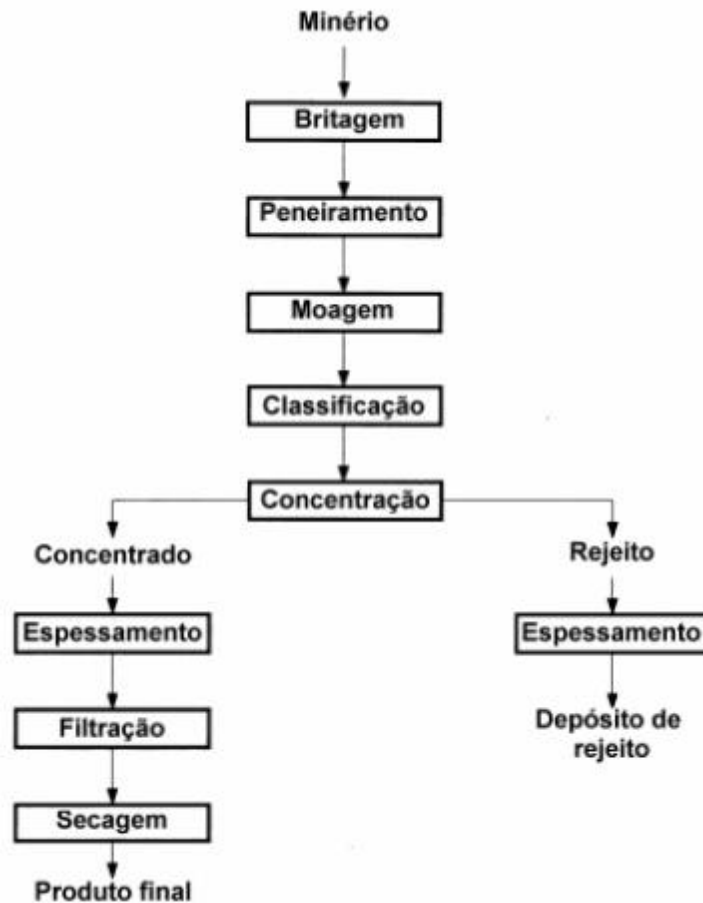 Minério
Britagem
Peneiramento
Moagem
Classificação
Concentração
Concentrado
Rejeito
Espessamento
Espessamento
Filtração
Depósito de
rejeito
Secagem
Produto final